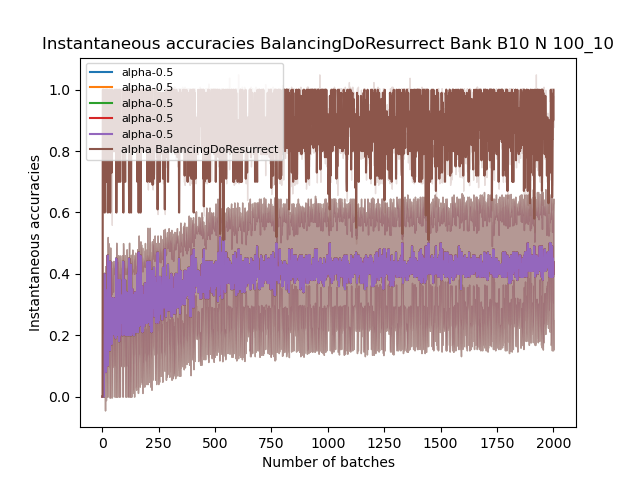 Instantaneous accuracies BalancingDoResurrect Bank B10 N 100_10
alpha-0.5
alpha-0.5
alpha-0.5
alpha-0.5
alpha-0.5
alpha BalancingDoResurrect
Instantaneous accuracies
1.0
0.8
0.6
0.4
0.2
0.0
0 250 500 750 1000 1250 1500 1750 2000
Number of batches